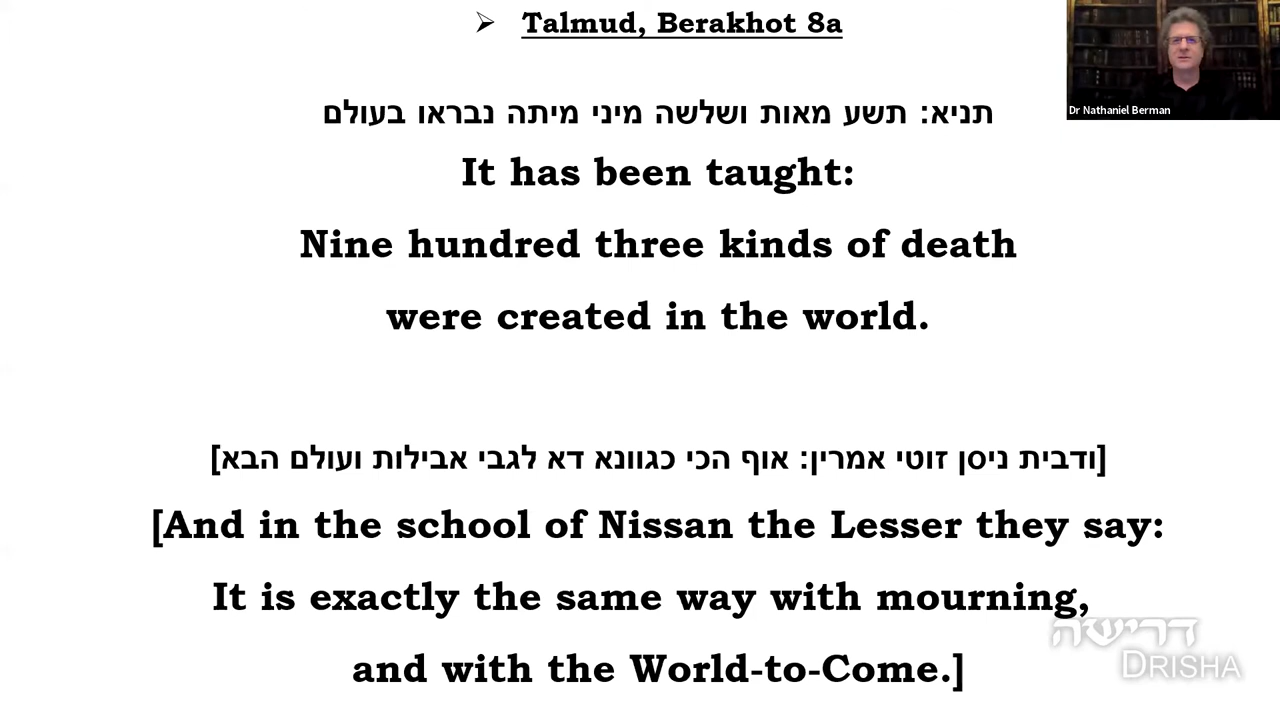 ➢ Talmud, Berakhot 8a
Dr Nathaniel Berman
תניא: תשע מאות ושלשה מיני מיתה נבראו בעולם
It has been taught:
Nine hundred three kinds of death
were created in the world.
[ודבית ניסן זוטי אמרין: אוף הכי כגוונא דא לגבי אבילות ועולם הבא]
[And in the school of Nissan the Lesser they say:
It is exactly the same way with mourning,
and with the World-to-Come.]
דרישה
DRISHA